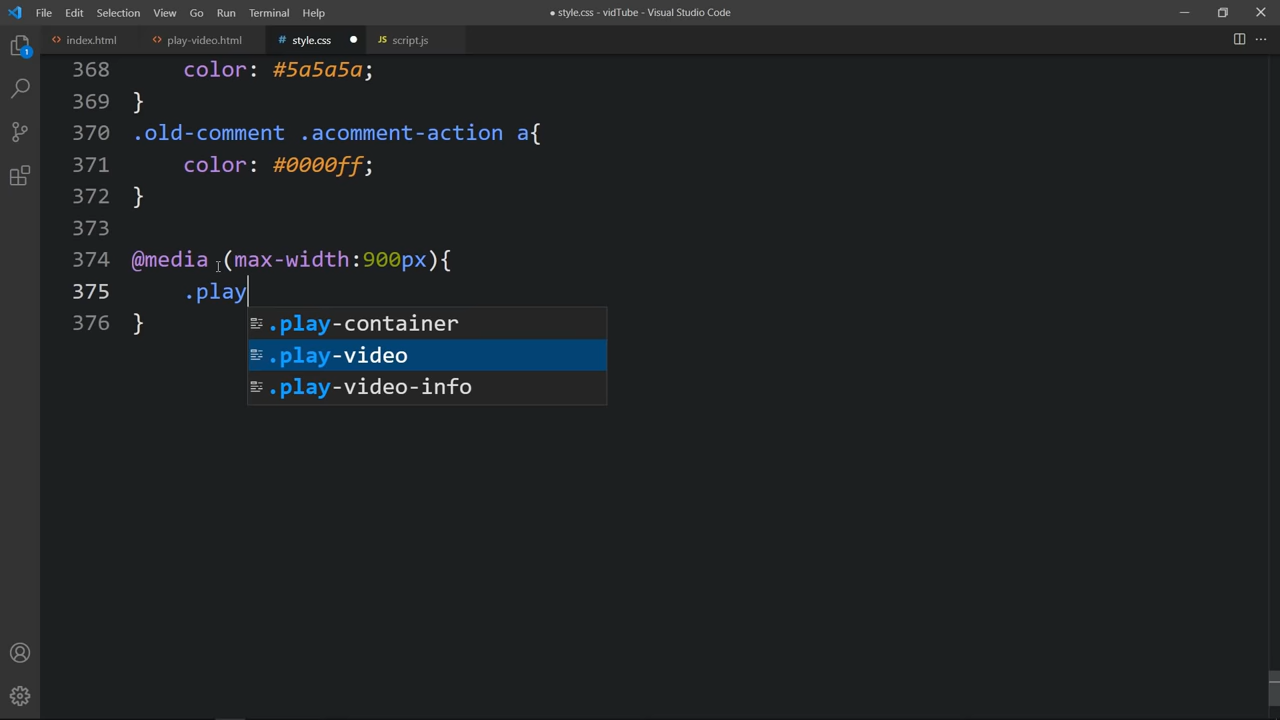 File Edit Selection View Go Run Terminal Help ● style.css - vidTube - Visual Studio Code
<> index.html <> play-video.html # style.css ● JS script.js ...
1
368 color: #5a5a5a;
369 }
370 .old-comment .acomment-action a{
371 color: #0000ff;
372 }
373
374 @media (max-width:900px){
375 .play
.play-container
376 }
.play-video
.play-video-info